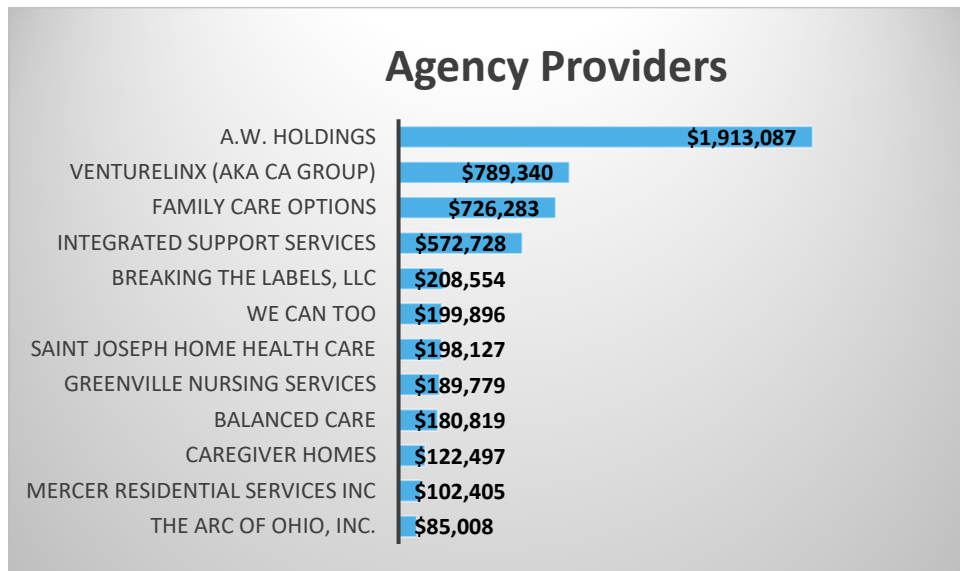 Agency Providers
A.W. HOLDINGS $1,913,087
VENTURELINX (AKA CA GROUP) $789,340
FAMILY CARE OPTIONS $726,283
INTEGRATED SUPPORT SERVICES $572,728
BREAKING THE LABELS, LLC $208,554
WE CAN TOO $199,896
SAINT JOSEPH HOME HEALTH CARE $198,127
GREENVILLE NURSING SERVICES $189,779
BALANCED CARE $180,819
CAREGIVER HOMES $122,497
MERCER RESIDENTIAL SERVICES INC $102,405
THE ARC OF OHIO, INC. $85,008